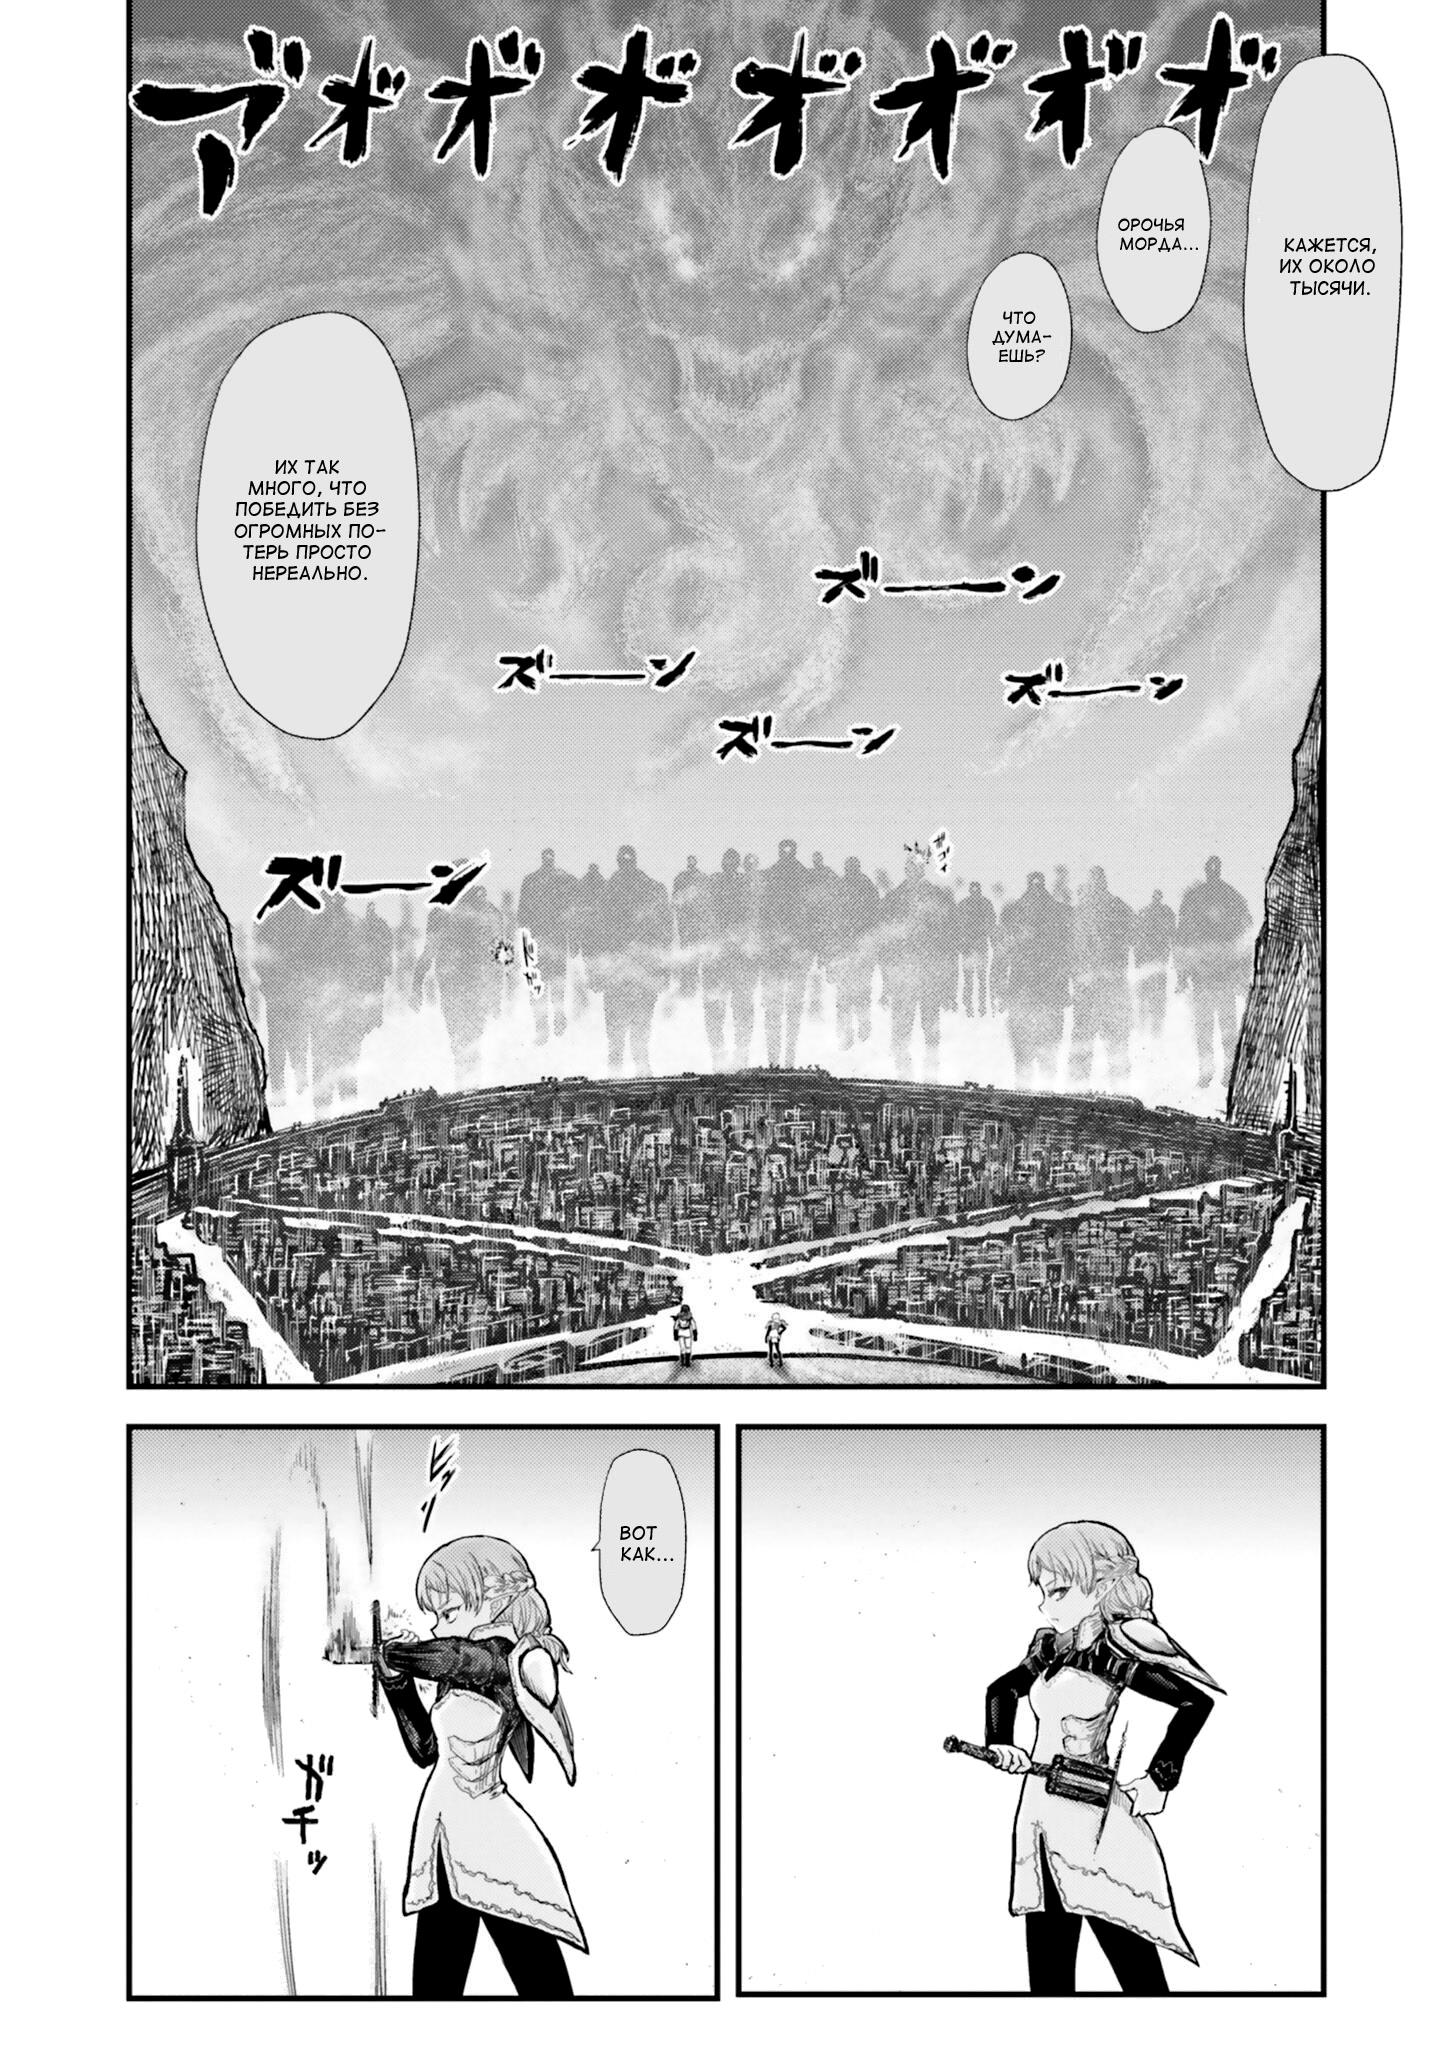 ブオオオオオオオ
КАЖЕТСЯ,
ИХ ОКОЛО
ТЫСЯЧИ.
ОРОЧЬЯ
МОРДА...
ЧТО
ДУМА-
ЕШЬ?
ИХ ТАК
МНОГО, ЧТО
ПОБЕДИТЬ БЕЗ
ОГРОМНЫХ ПО-
ТЕРЬ ПРОСТО
НЕРЕАЛЬНО.
ズーーン
ズーーン
ズーーン
ズーーン
ズーーン
ВОТ
КАК...
ガチッ